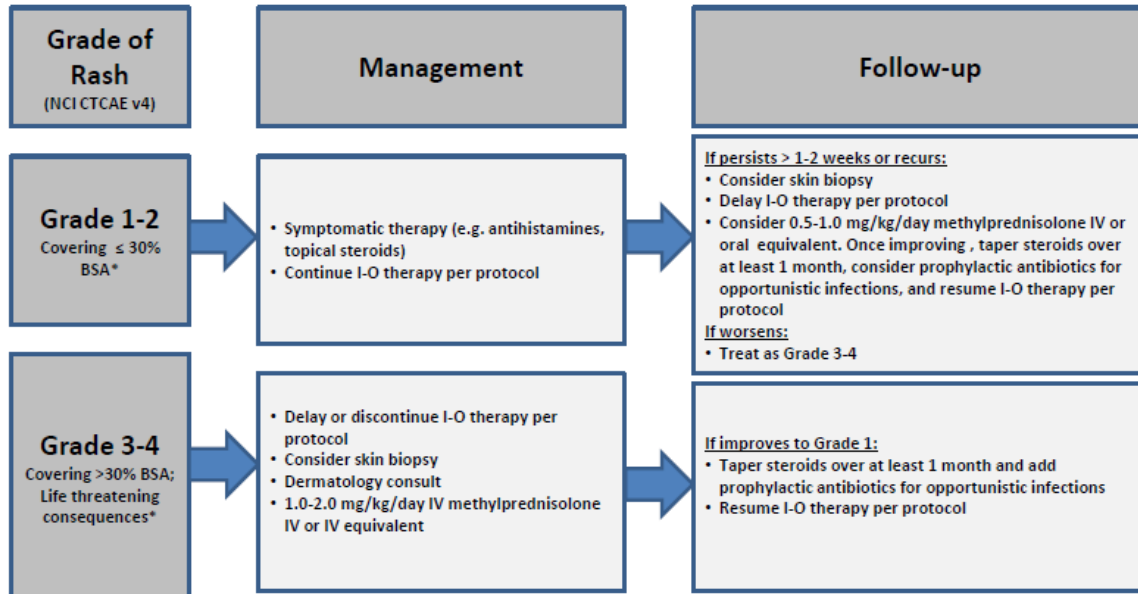 Grade of
Rash
(NCI CTCAE v4)
Management
Follow-up
Grade 1-2
Covering ≤ 30%
BSA*
• Symptomatic therapy (e.g. antihistamines,
topical steroids)
• Continue I-O therapy per protocol
If persists > 1-2 weeks or recurs:
• Consider skin biopsy
• Delay I-O therapy per protocol
• Consider 0.5-1.0 mg/kg/day methylprednisolone IV or
oral equivalent. Once improving , taper steroids over
at least 1 month, consider prophylactic antibiotics for
opportunistic infections, and resume I-O therapy per
protocol
If worsens:
• Treat as Grade 3-4
Grade 3-4
Covering >30% BSA;
Life threatening
consequences*
• Delay or discontinue I-O therapy per
protocol
• Consider skin biopsy
• Dermatology consult
• 1.0-2.0 mg/kg/day IV methylprednisolone
IV or IV equivalent
If improves to Grade 1:
• Taper steroids over at least 1 month and add
prophylactic antibiotics for opportunistic infections
• Resume I-O therapy per protocol